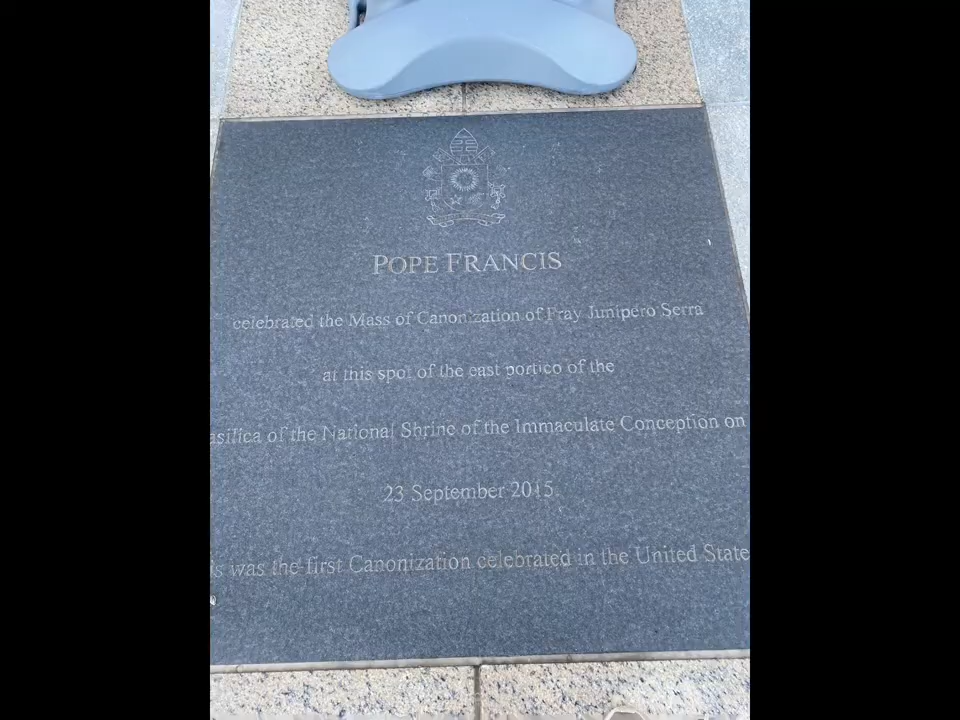 POPE FRANCIS
celebrated the Mass of Canonization of Fray Junípero Serra
at this spot of the east portico of the
asilica of the National Shrine of the Immaculate Conception on
23 September 2015.
is was the first Canonization celebrated in the United State